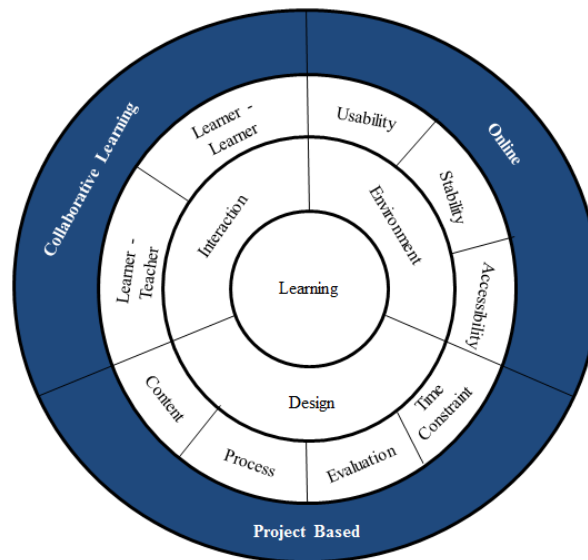 Collaborative Learning
Online
Project Based
Learner -
Learner
Learner -
Teacher
Usability
Stability
Accessibility
Content
Process
Evaluation
Time
Constraint
Interaction
Environment
Design
Learning